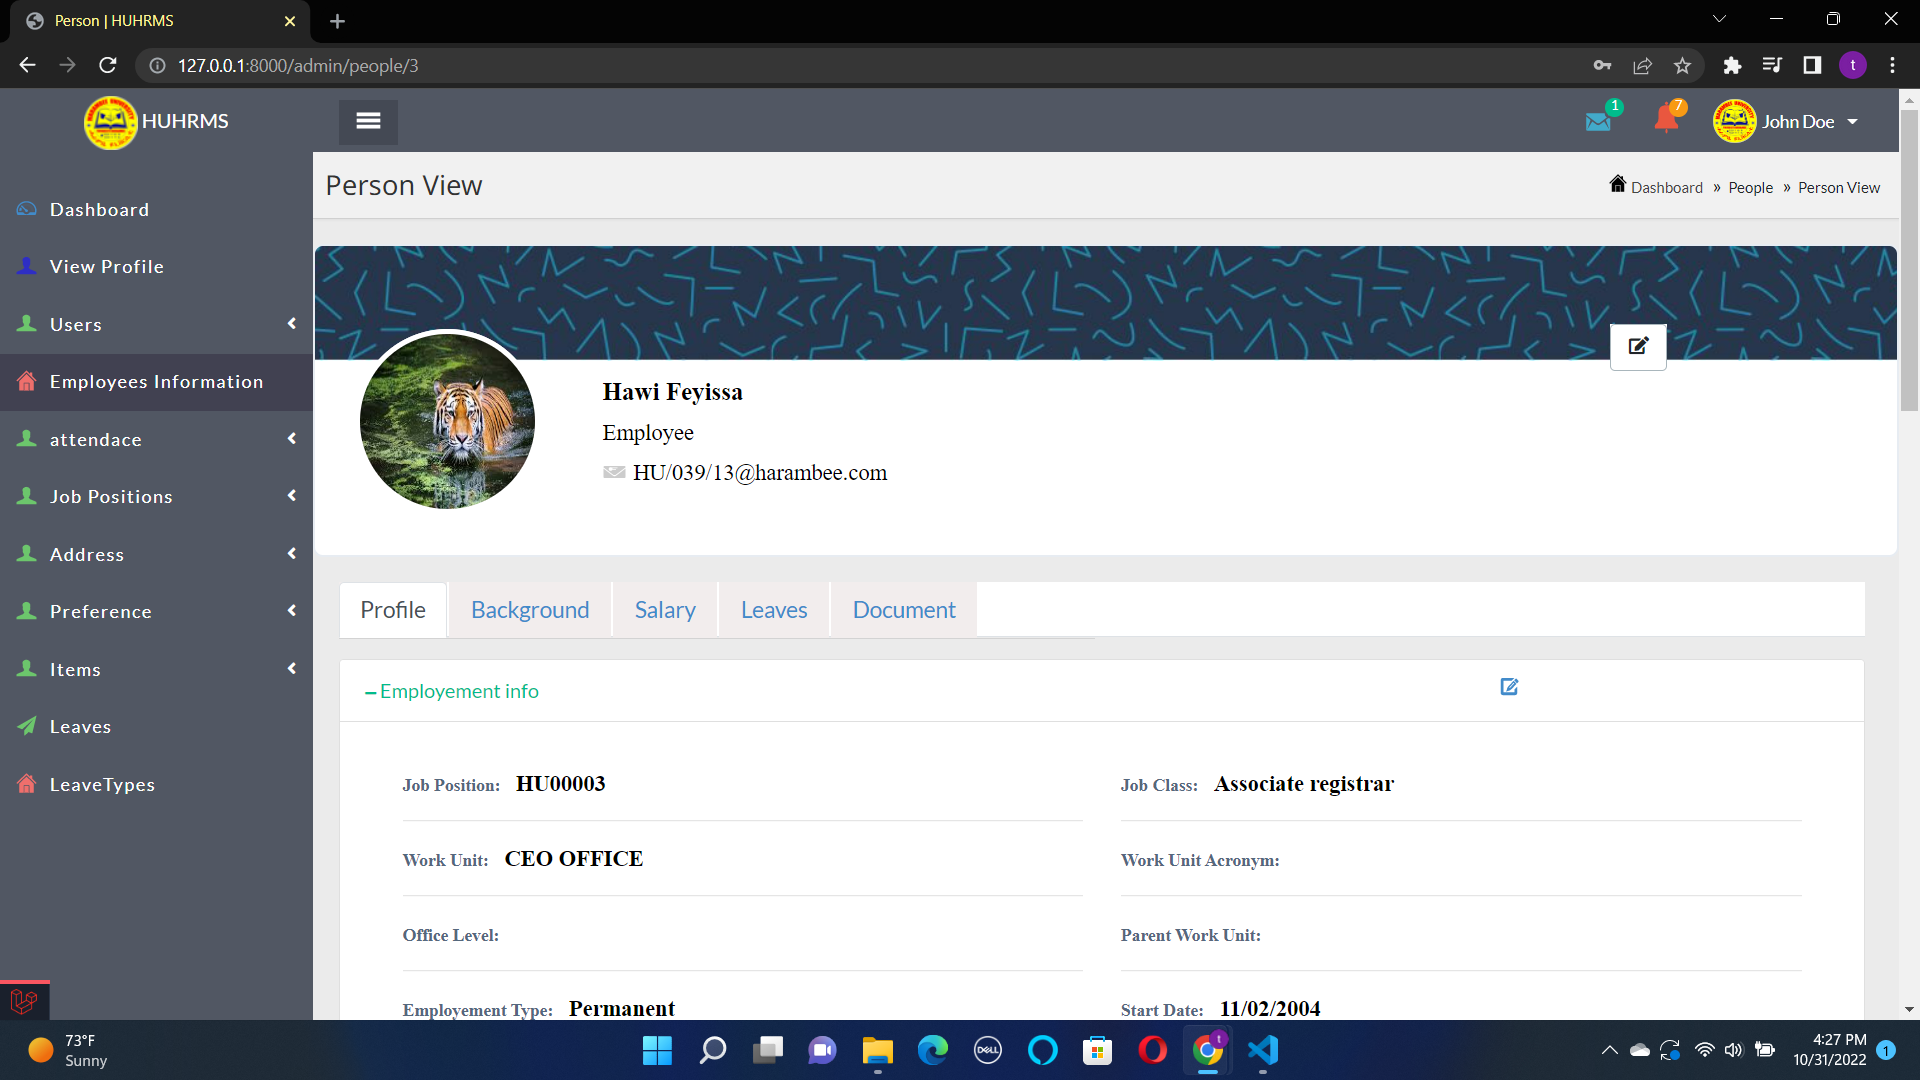 Person | HUHRMS
127.0.0.1:8000/admin/people/3
t
HUHRMS
1
7
John Doe
Person View
Dashboard » People » Person View
Dashboard
View Profile
Users
Employees Information
attendace
Job Positions
Address
Preference
Items
Leaves
LeaveTypes
Hawi Feyissa
Employee
HU/039/13@harambee.com
Profile
Background
Salary
Leaves
Document
Employement info
Job Position: HU00003
Job Class: Associate registrar
Work Unit: CEO OFFICE
Work Unit Acronym:
Office Level:
Parent Work Unit:
Employement Type: Permanent
Start Date: 11/02/2004
73°F
Sunny
DELL
t
4:27 PM
10/31/2022
1